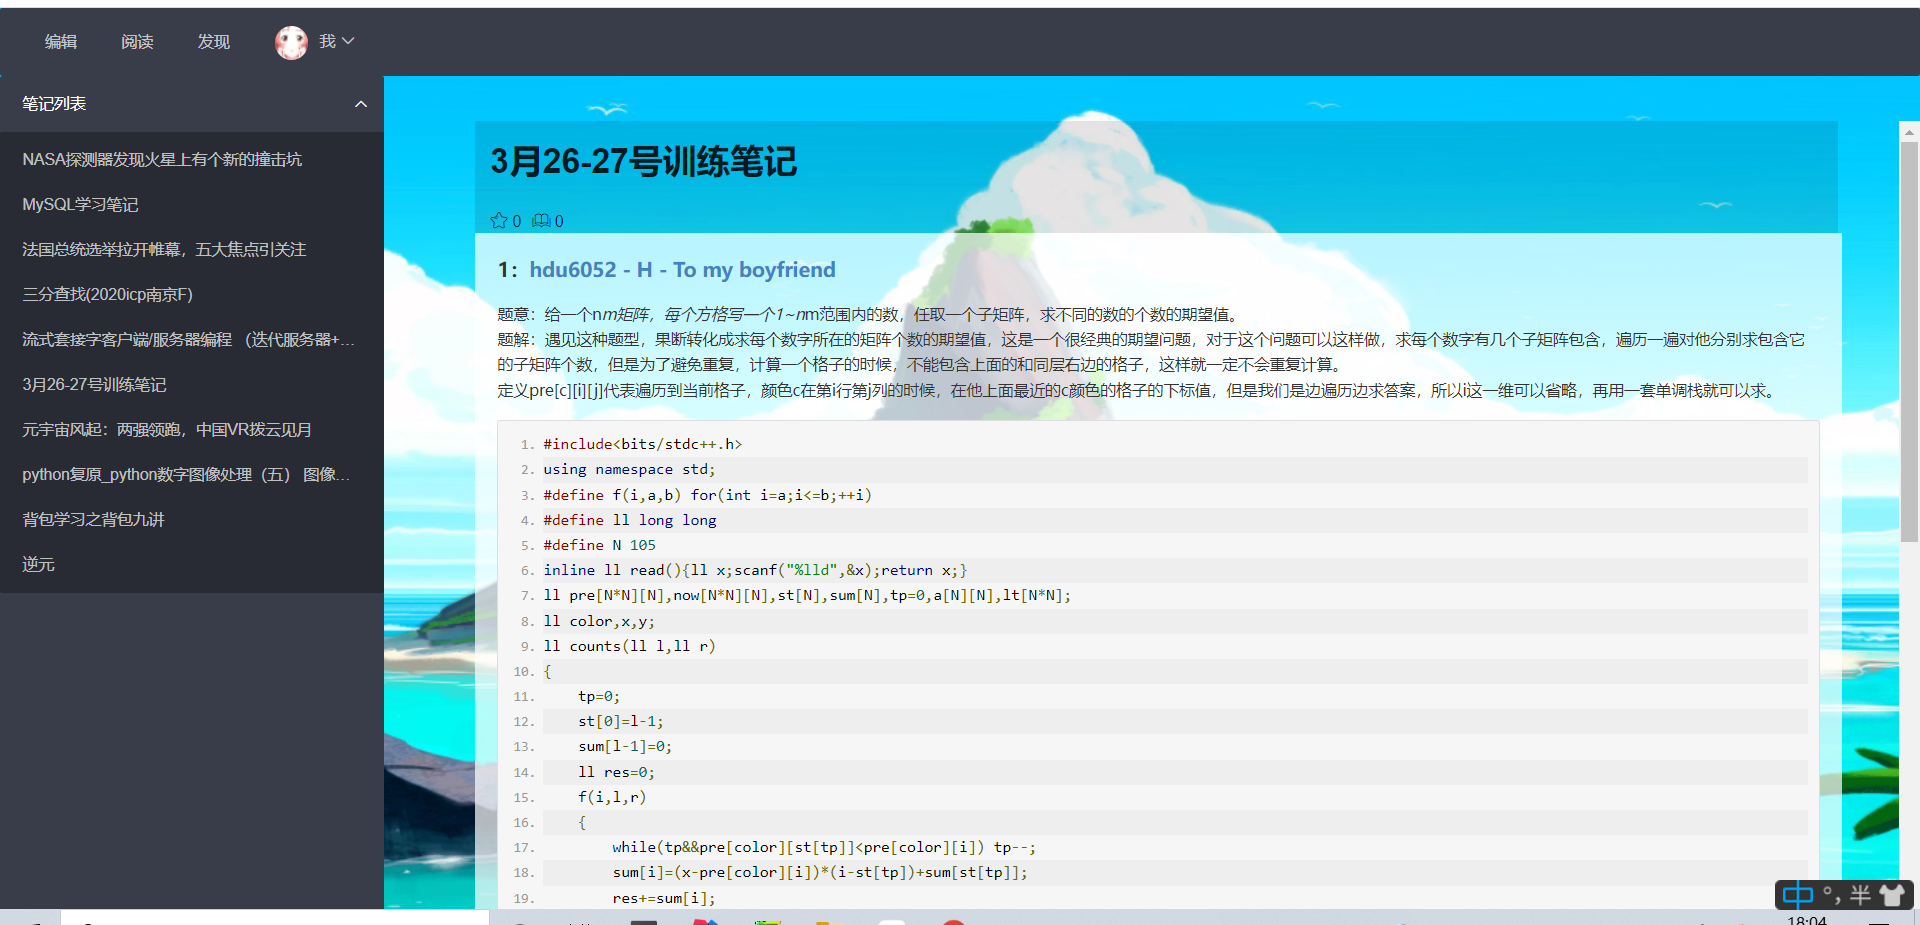 编辑 阅读 发现 我
笔记列表
NASA探测器发现火星上有个新的撞击坑
MySQL学习笔记
法国总统选举拉开帷幕，五大焦点引关注
三分查找(2020icp南京F)
流式套接字客户端/服务器编程 （迭代服务器+...
3月26-27号训练笔记
元宇宙风起：两强领跑，中国VR拨云见月
python复原_python数字图像处理（五） 图像...
背包学习之背包九讲
逆元
3月26-27号训练笔记
0 0
1：hdu6052 - H - To my boyfriend
题意：给一个nm矩阵，每个方格写一个1~nm范围内的数，任取一个子矩阵，求不同的数的个数的期望值。
题解：遇见这种题型，果断转化成求每个数字所在的矩阵个数的期望值，这是一个很经典的期望问题，对于这个问题可以这样做，求每个数字有几个子矩阵包含，遍历一遍对他分别求包含它
的子矩阵个数，但是为了避免重复，计算一个格子的时候，不能包含上面的和同层右边的格子，这样就一定不会重复计算。
定义pre[c][i][j]代表遍历到当前格子，颜色c在第i行第j列的时候，在他上面最近的c颜色的格子的下标值，但是我们是边遍历边求答案，所以i这一维可以省略，再用一套单调栈就可以求。
1. #include<bits/stdc++.h>
2. using namespace std;
3. #define f(i,a,b) for(int i=a;i<=b;++i)
4. #define ll long long
5. #define N 105
6. inline ll read(){ll x;scanf("%lld",&x);return x;}
7. ll pre[N*N][N],now[N*N][N],st[N],sum[N],tp=0,a[N][N],lt[N*N];
8. ll color,x,y;
9. ll counts(ll l,ll r)
10. {
11.     tp=0;
12.     st[0]=l-1;
13.     sum[l-1]=0;
14.     ll res=0;
15.     f(i,l,r)
16.     {
17.         while(tp&&pre[color][st[tp]]<pre[color][i]) tp--;
18.         sum[i]=(x-pre[color][i])*(i-st[tp])+sum[st[tp]];
19.         res+=sum[i];
中 °, 半
18:04